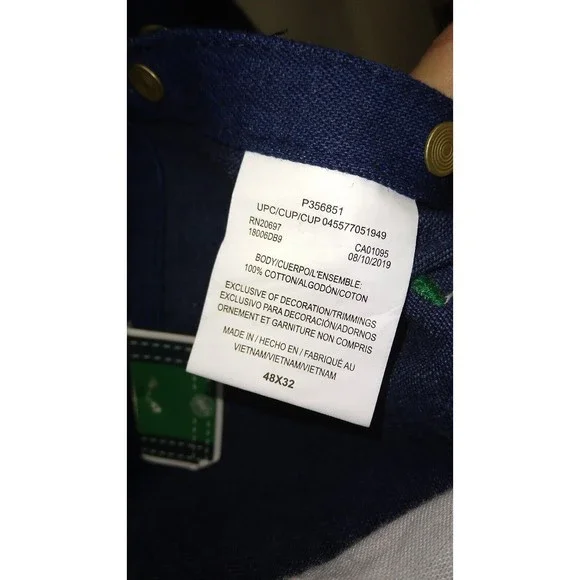 P356851
UPC/CUP/CUP 045577051949
RN20697 CA01095
18006DB9 08/10/2019
BODY/CUERPO/L'ENSEMBLE:
100% COTTON/ALGODÓN/COTON
EXCLUSIVE OF DECORATION/TRIMMINGS
EXCLUSIVO PARA DECORACIÓN/ADORNOS
ORNEMENT ET GARNITURE NON COMPRIS
MADE IN / HECHO EN / FABRIQUÉ AU
VIETNAM/VIETNAM/VIETNAM
48X32